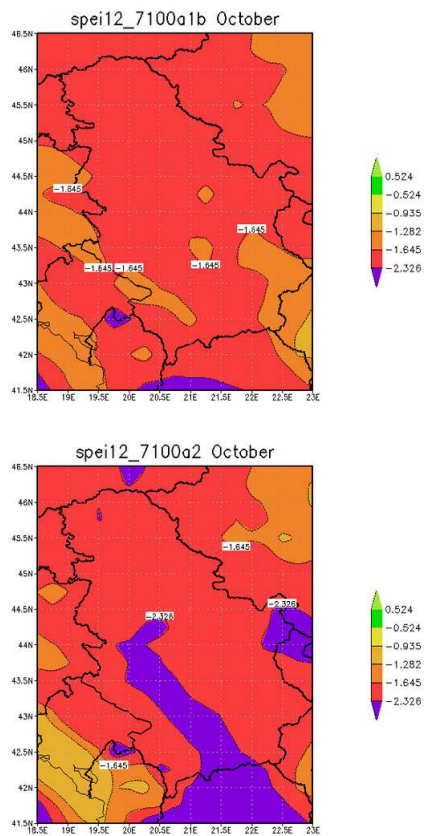 spei12_7100a1b October
46.5N
46N
45.5N
45N
44.5N
44N
43.5N
43N
42.5N
42N
41.5N
18.5E 19E 19.5E 20E 20.5E 21E 21.5E 22E 22.5E 23E
-1.645
-1.645
-1.645 -1.645
-1.645
0.524
-0.524
-0.935
-1.282
-1.645
-2.326
spei12_7100a2 October
46.5N
46N
45.5N
45N
44.5N
44N
43.5N
43N
42.5N
42N
41.5N
18.5E 19E 19.5E 20E 20.5E 21E 21.5E 22E 22.5E 23E
-1.645
-2.326
-2.326
-1.645
0.524
-0.524
-0.935
-1.282
-1.645
-2.326